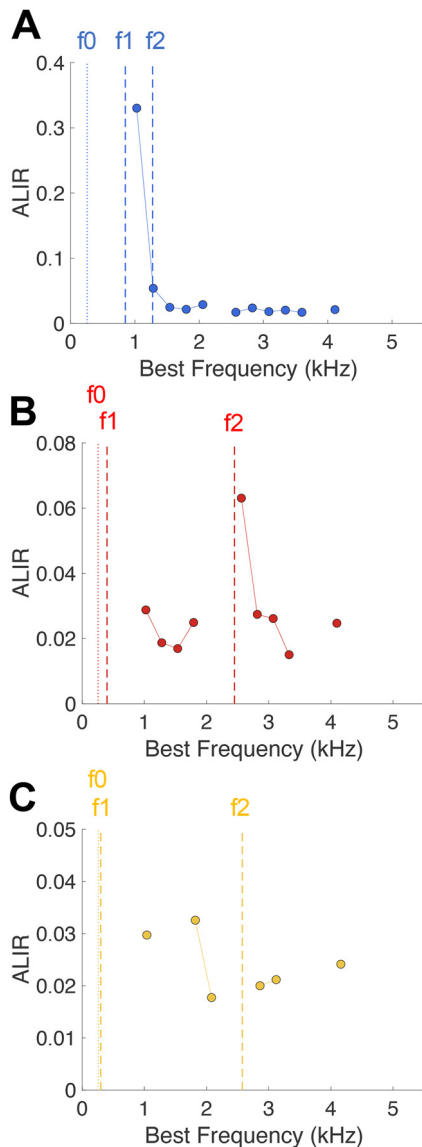 A
f0 f1 f2
0.4
0.3
0.2
0.1
0
ALIR
0 1 2 3 4 5
Best Frequency (kHz)
B
f0
f1 f2
0.08
0.06
0.04
0.02
0
ALIR
0 1 2 3 4 5
Best Frequency (kHz)
C
f0
f1 f2
0.05
0.04
0.03
0.02
0.01
0
ALIR
0 1 2 3 4 5
Best Frequency (kHz)